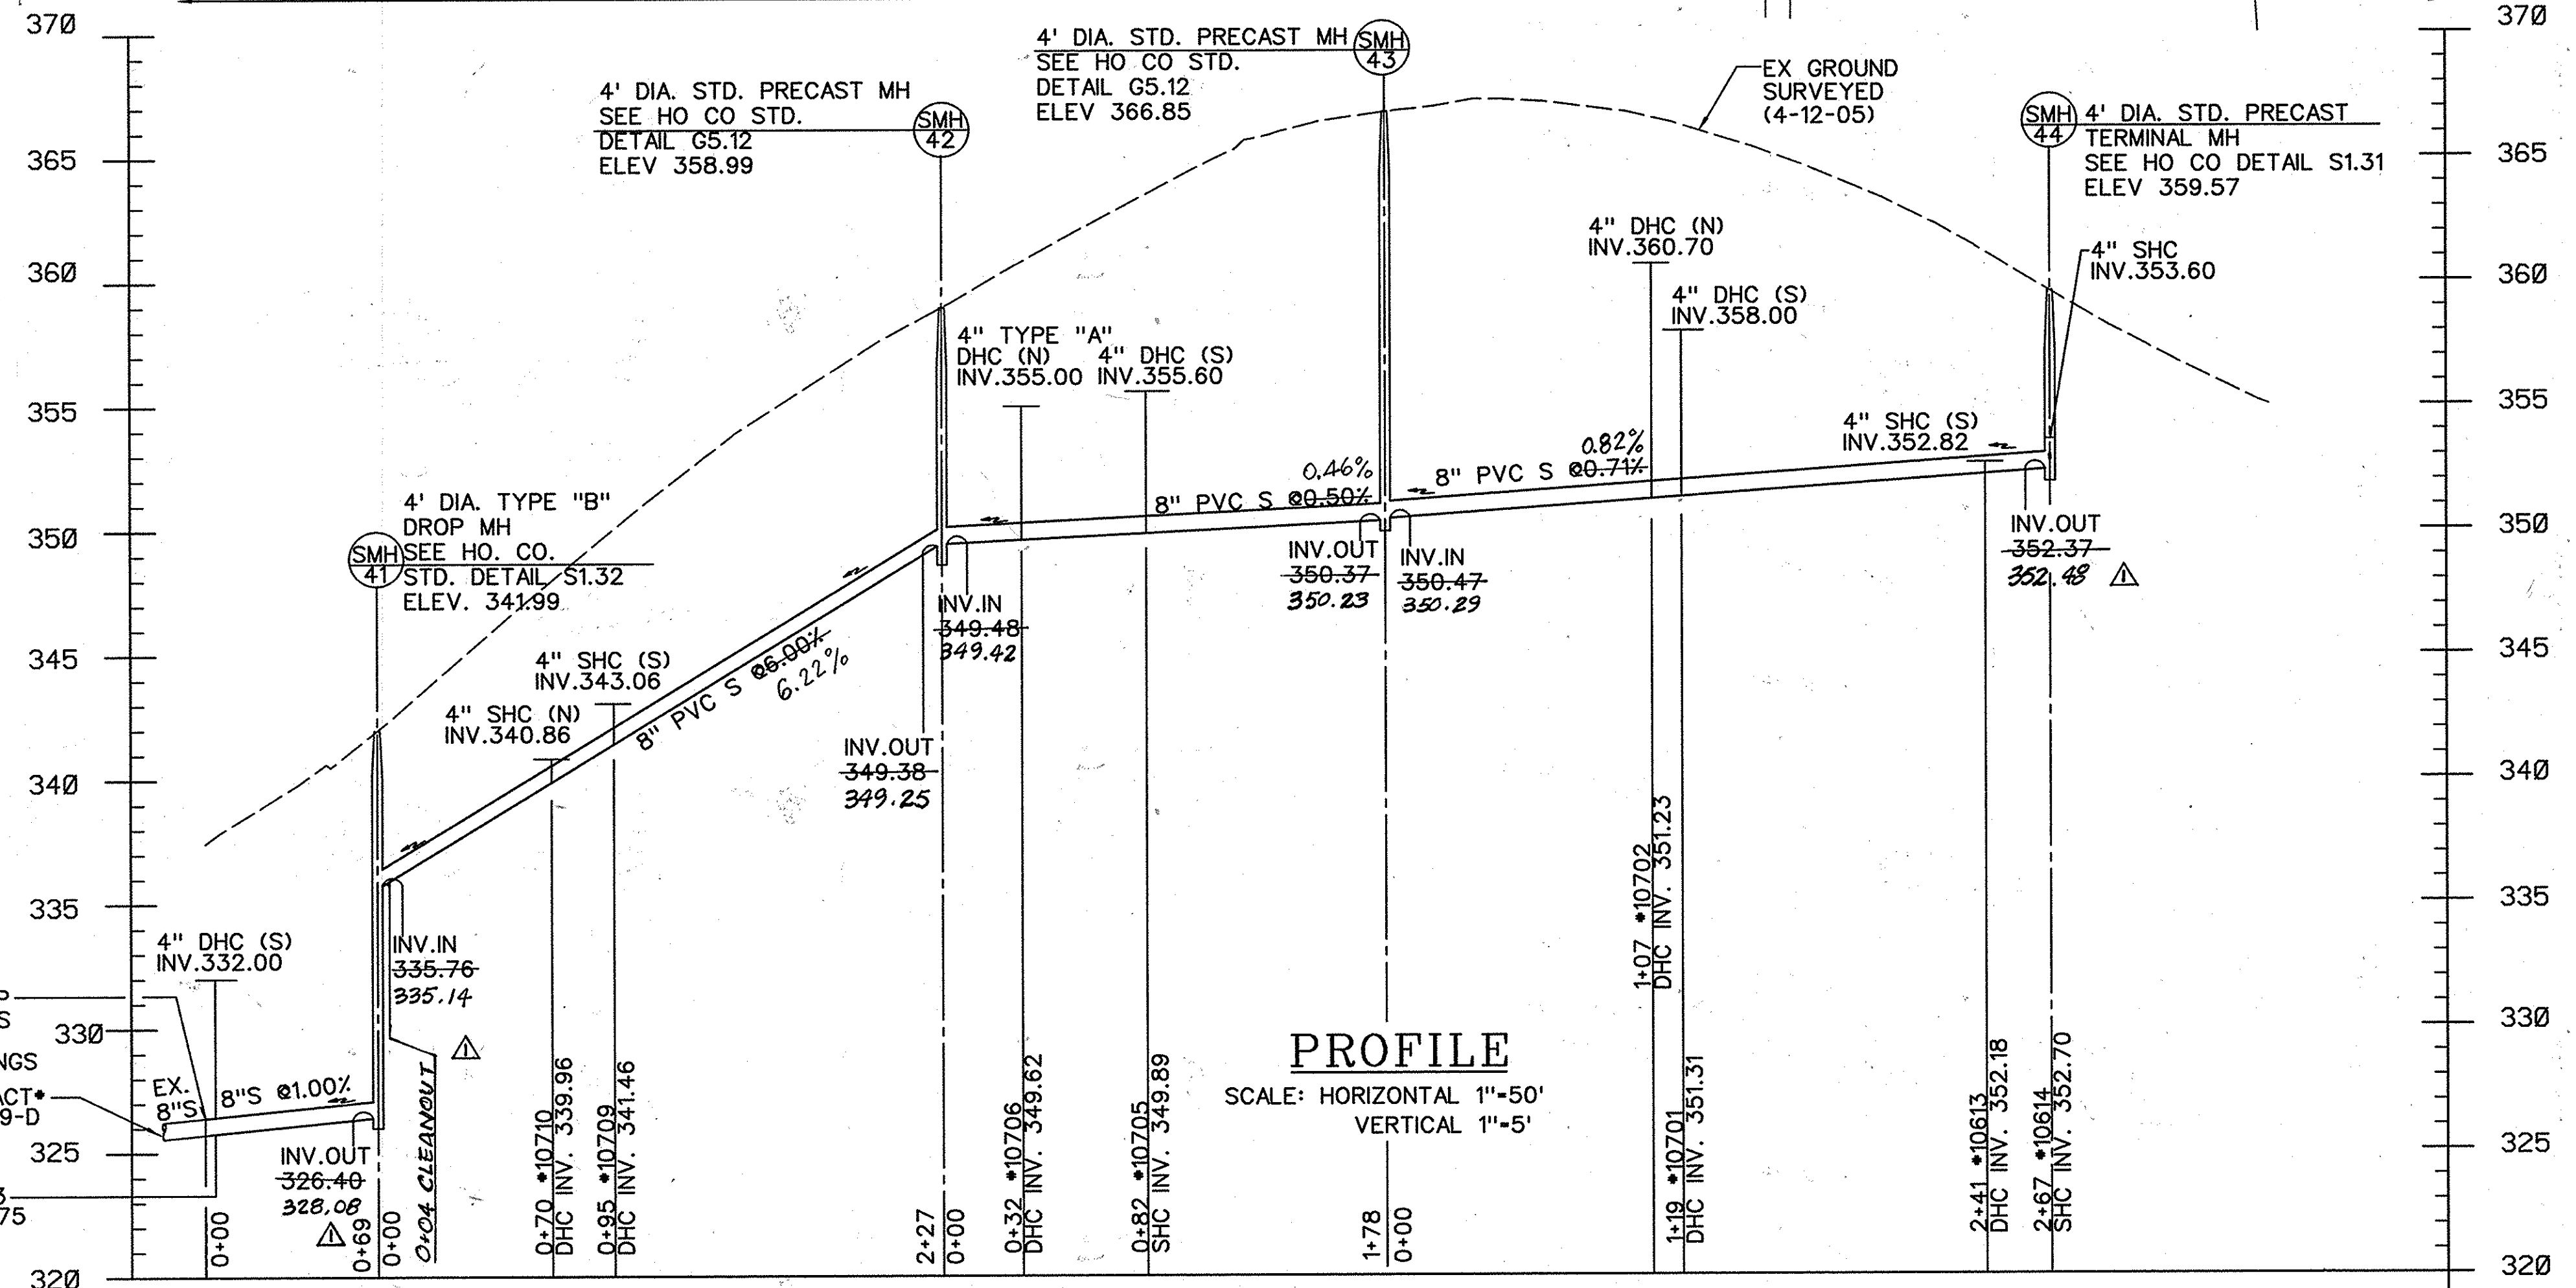 370
370
365
365
360
360
355
355
350
350
345
345
340
340
335
335
330
330
325
325
320
320
4' DIA. STD. PRECAST MH
SEE HO CO STD.
DETAIL G5.12
ELEV 358.99
SMH
42
4' DIA. STD. PRECAST MH
SEE HO CO STD.
DETAIL G5.12
ELEV 366.85
SMH
43
EX GROUND
SURVEYED
(4-12-05)
SMH
44
4' DIA. STD. PRECAST
TERMINAL MH
SEE HO CO DETAIL S1.31
ELEV 359.57
4" SHC
INV.353.60
4" DHC (N)
INV.360.70
4" DHC (S)
INV.358.00
4" TYPE "A"
DHC (N)
INV.355.00
4" DHC (S)
INV.355.60
4" SHC (S)
INV.352.82
0.46%
8" PVC S @0.50%
0.82%
8" PVC S @0.71%
SMH
41
4' DIA. TYPE "B"
DROP MH
SEE HO. CO.
STD. DETAIL S1.32
ELEV. 341.99
INV.OUT
350.37
350.23
INV.IN
350.47
350.29
INV.OUT
352.37
352.48
1
INV.IN
349.48
349.42
8" PVC S @6.00%
6.22%
4" SHC (S)
INV.343.06
4" SHC (N)
INV.340.86
INV.OUT
349.38
349.25
4" DHC (S)
INV.332.00
INV.IN
335.76
335.14
1
S
NGS
ACT*
9-D
75
EX.
8"S
8"S @1.00%
INV.OUT
326.40
328.08
1
0+00
0+69
0+00
0+04 CLEANOUT
0+70 *10710
DHC INV. 339.96
0+95 *10709
DHC INV. 341.46
2+27
0+00
0+32 *10706
DHC INV. 349.62
0+82 *10705
SHC INV. 349.89
1+78
0+00
1+07 *10702
DHC INV. 351.23
1+19 *10701
DHC INV. 351.31
2+41 *10613
DHC INV. 352.18
2+67 *10614
SHC INV. 352.70
PROFILE
SCALE: HORIZONTAL 1"=50'
VERTICAL 1"=5'